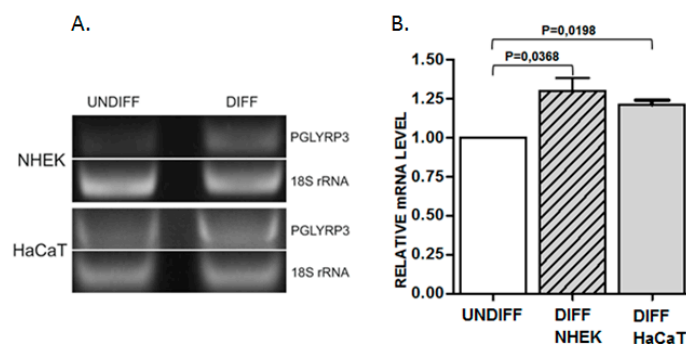 A.
UNDIFF DIFF
NHEK
PGLYRP3
18S rRNA
HaCaT
PGLYRP3
18S rRNA
B.
P=0,0198
P=0,0368
RELATIVE mRNA LEVEL
1.50
1.25
1.00
0.75
0.50
0.25
0.00
UNDIFF DIFF DIFF
NHEK HaCaT